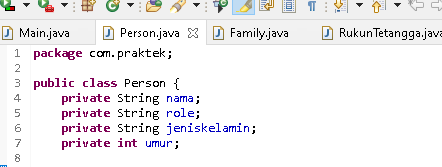 Main.java Person.java Family.java RukunTetangga.java
1 package com.praktek;
2
3 public class Person {
4 private String nama;
5 private String role;
6 private String jeniskelamin;
7 private int umur;
8